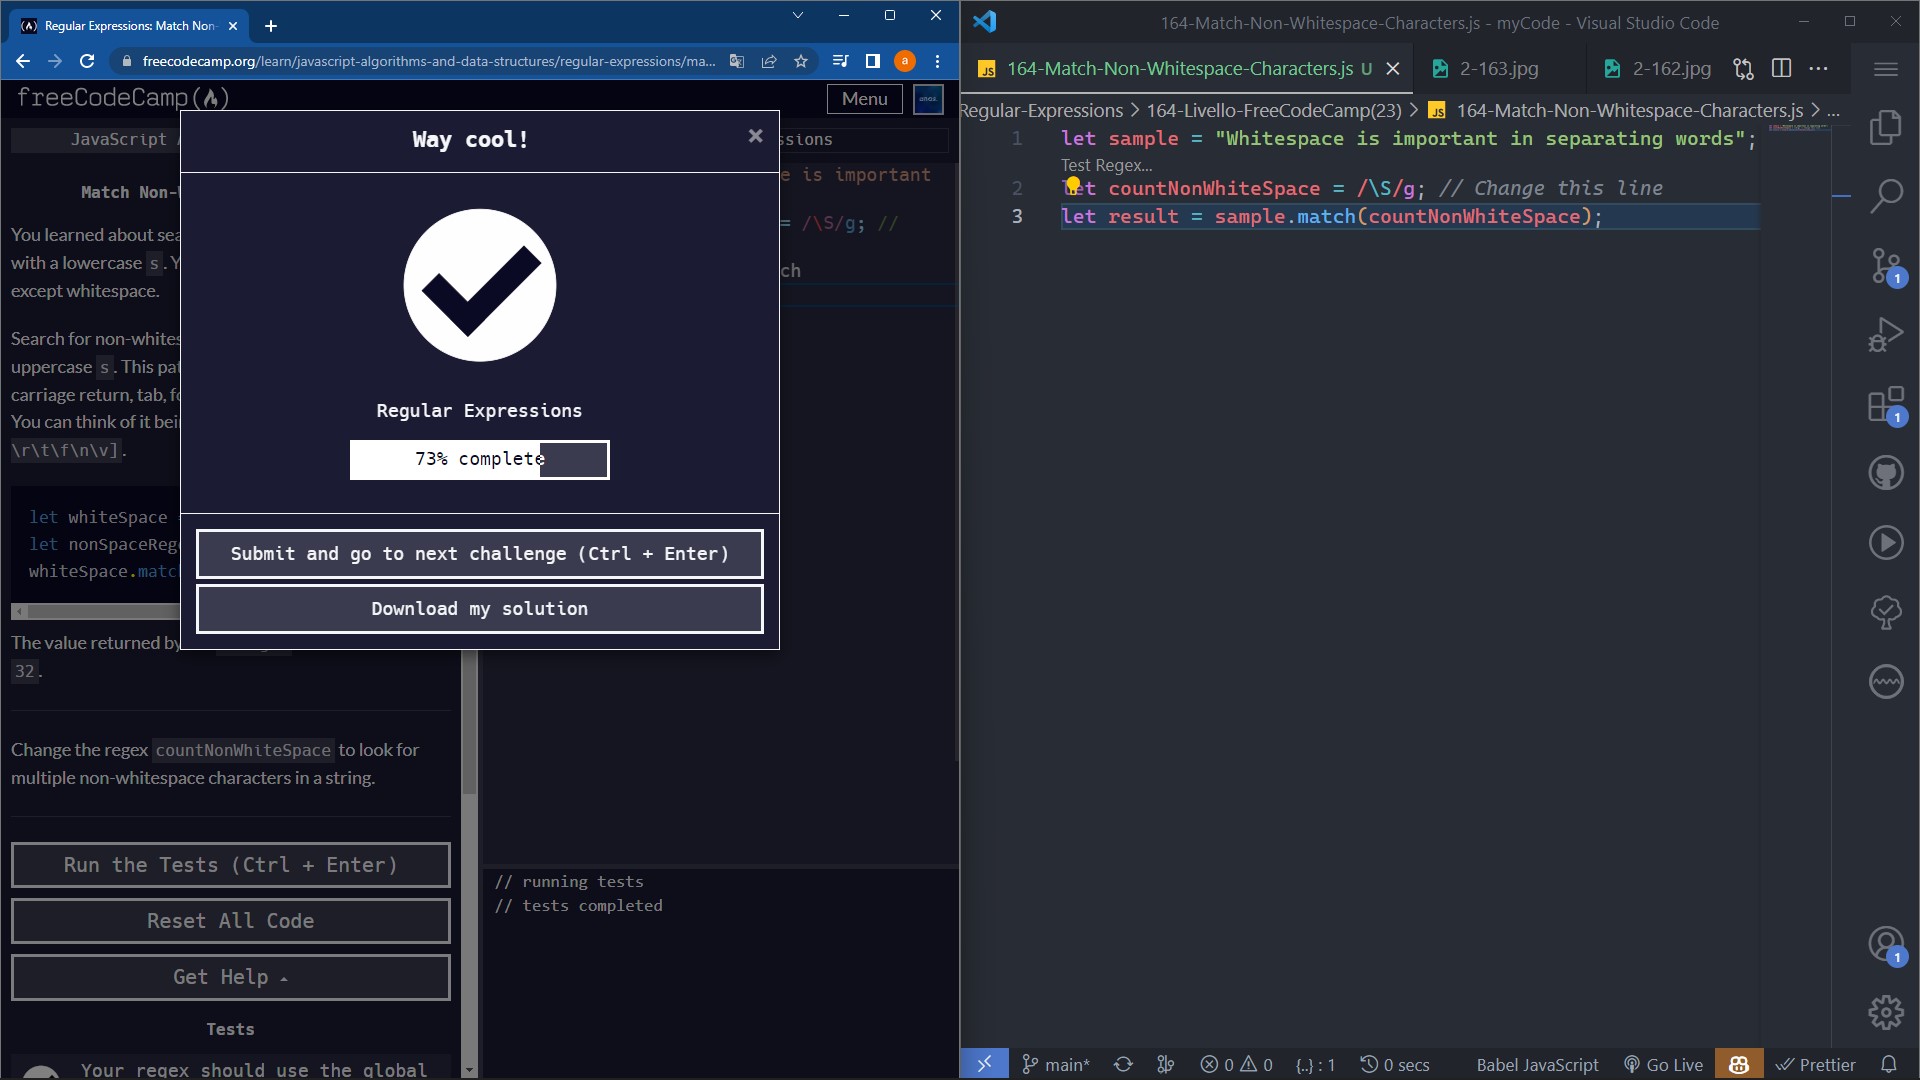 Regular Expressions: Match Non-
freecodecamp.org/learn/javascript-algorithms-and-data-structures/regular-expressions/ma...
a
freeCodeCamp
Menu
JavaScript
ssions
Match Non-
You learned about sea
with a lowercase s. Y
except whitespace.
Search for non-whites
uppercase s. This pat
carriage return, tab, fo
You can think of it bei
\r\t\f\n\v].
let whiteSpace
let nonSpaceReg
whiteSpace.matc
The value returned by
32.
Change the regex countNonWhiteSpace to look for
multiple non-whitespace characters in a string.
Run the Tests (Ctrl + Enter)
Reset All Code
Get Help
Tests
Your regex should use the global
Way cool!
Regular Expressions
73% complete
Submit and go to next challenge (Ctrl + Enter)
Download my solution
e is important
= /\S/g; //
ch
// running tests
// tests completed
164-Match-Non-Whitespace-Characters.js - myCode - Visual Studio Code
JS 164-Match-Non-Whitespace-Characters.js U
2-163.jpg
2-162.jpg
Regular-Expressions > 164-Livello-FreeCodeCamp(23) > JS 164-Match-Non-Whitespace-Characters.js > ...
1 let sample = "Whitespace is important in separating words";
Test Regex...
2 let countNonWhiteSpace = /\S/g; // Change this line
3 let result = sample.match(countNonWhiteSpace);
1
1
1
main*
0 0
{..} : 1
0 secs
Babel JavaScript
Go Live
Prettier